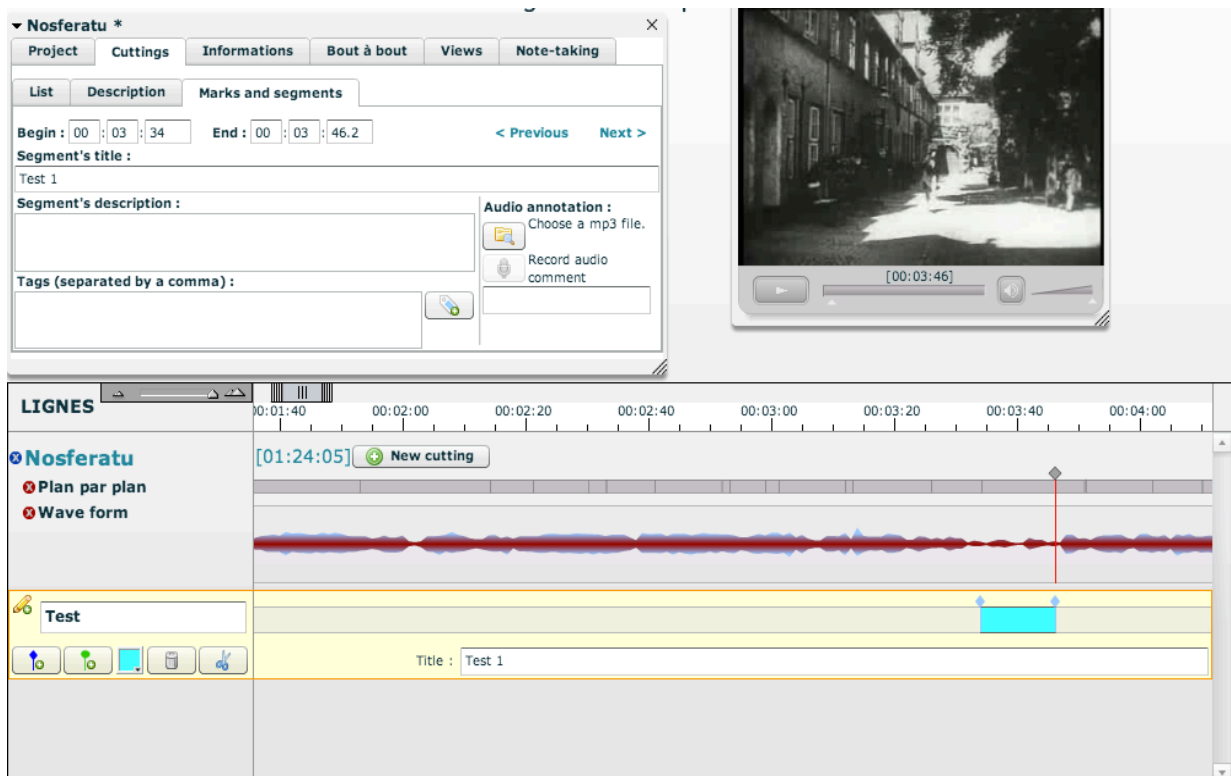 Nosferatu *
Project Cuttings Informations Bout à bout Views Note-taking
List Description Marks and segments
Begin : 00 : 03 : 34 End : 00 : 03 : 46.2 < Previous Next >
Segment's title :
Test 1
Segment's description :
Audio annotation :
Choose a mp3 file.
Record audio
comment
Tags (separated by a comma) :
[00:03:46]
LIGNES
00:01:40 00:02:00 00:02:20 00:02:40 00:03:00 00:03:20 00:03:40 00:04:00
Nosferatu
[01:24:05] New cutting
Plan par plan
Wave form
Test
Title : Test 1